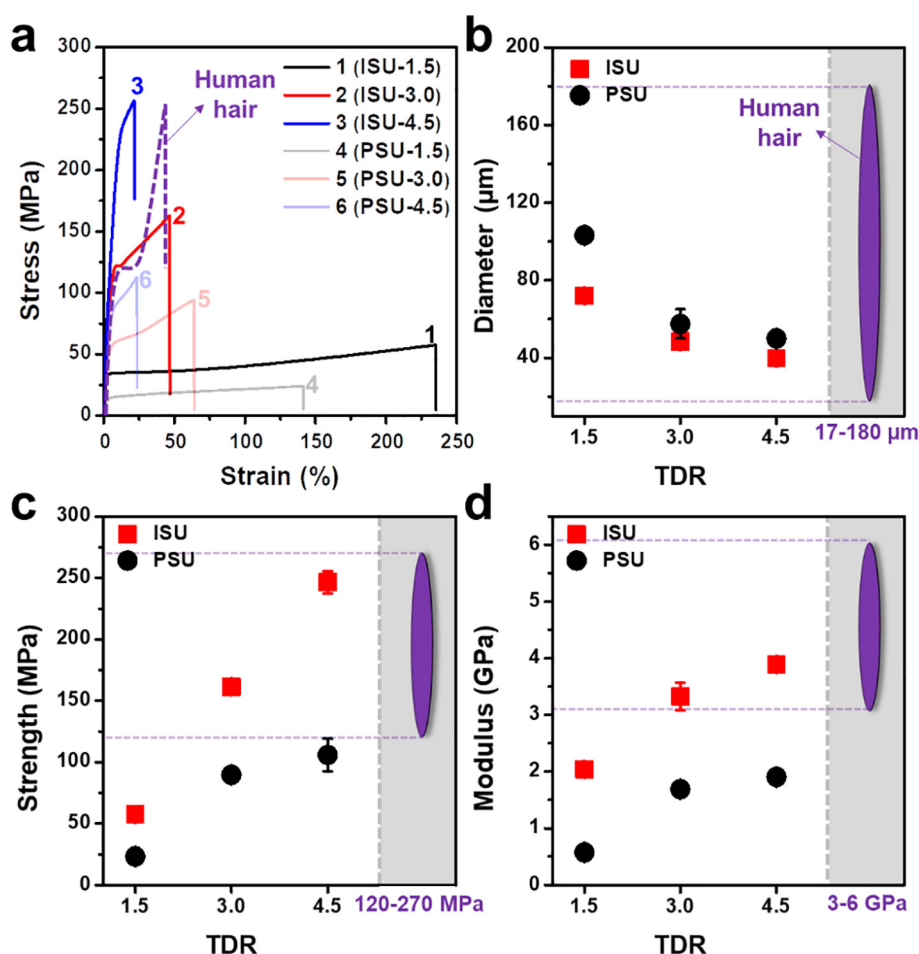 a
300
250
200
150
100
50
0
Stress (MPa)
0 50 100 150 200 250
Strain (%)
3
2
6
5
1
4
Human
hair
1 (ISU-1.5)
2 (ISU-3.0)
3 (ISU-4.5)
4 (PSU-1.5)
5 (PSU-3.0)
6 (PSU-4.5)
b
200
160
120
80
40
Diameter (µm)
ISU
PSU
Human
hair
1.5 3.0 4.5 17-180 µm
TDR
c
300
250
200
150
100
50
0
Strength (MPa)
ISU
PSU
1.5 3.0 4.5 120-270 MPa
TDR
d
6
5
4
3
2
1
0
Modulus (GPa)
ISU
PSU
1.5 3.0 4.5 3-6 GPa
TDR